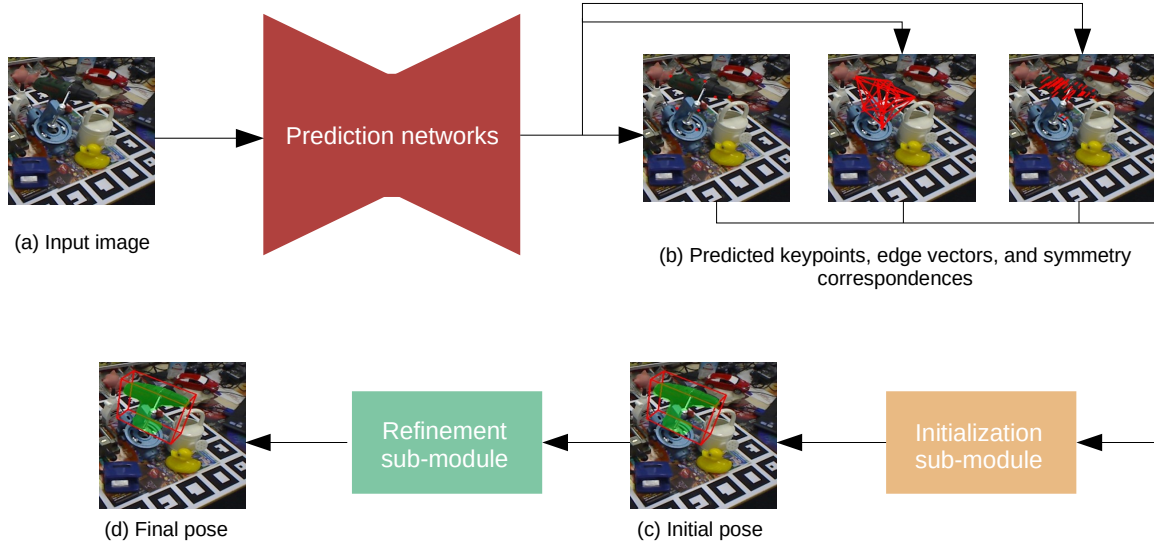 Prediction networks
(a) Input image
(b) Predicted keypoints, edge vectors, and symmetry
correspondences
Refinement
sub-module
Initialization
sub-module
(d) Final pose
(c) Initial pose